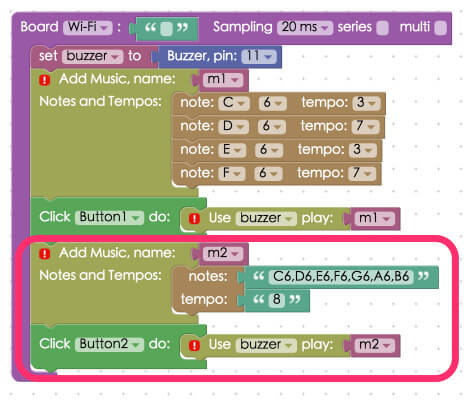 Board Wi-Fi : “ ” Sampling 20 ms series multi
set buzzer to Buzzer, pin: 11
! Add Music, name: m1
Notes and Tempos: note: C 6 tempo: 3
note: D 6 tempo: 7
note: E 6 tempo: 3
note: F 6 tempo: 7
Click Button1 do: ! Use buzzer play: m1
! Add Music, name: m2
Notes and Tempos: notes: “ C6,D6,E6,F6,G6,A6,B6 ”
tempo: “ 8 ”
Click Button2 do: ! Use buzzer play: m2